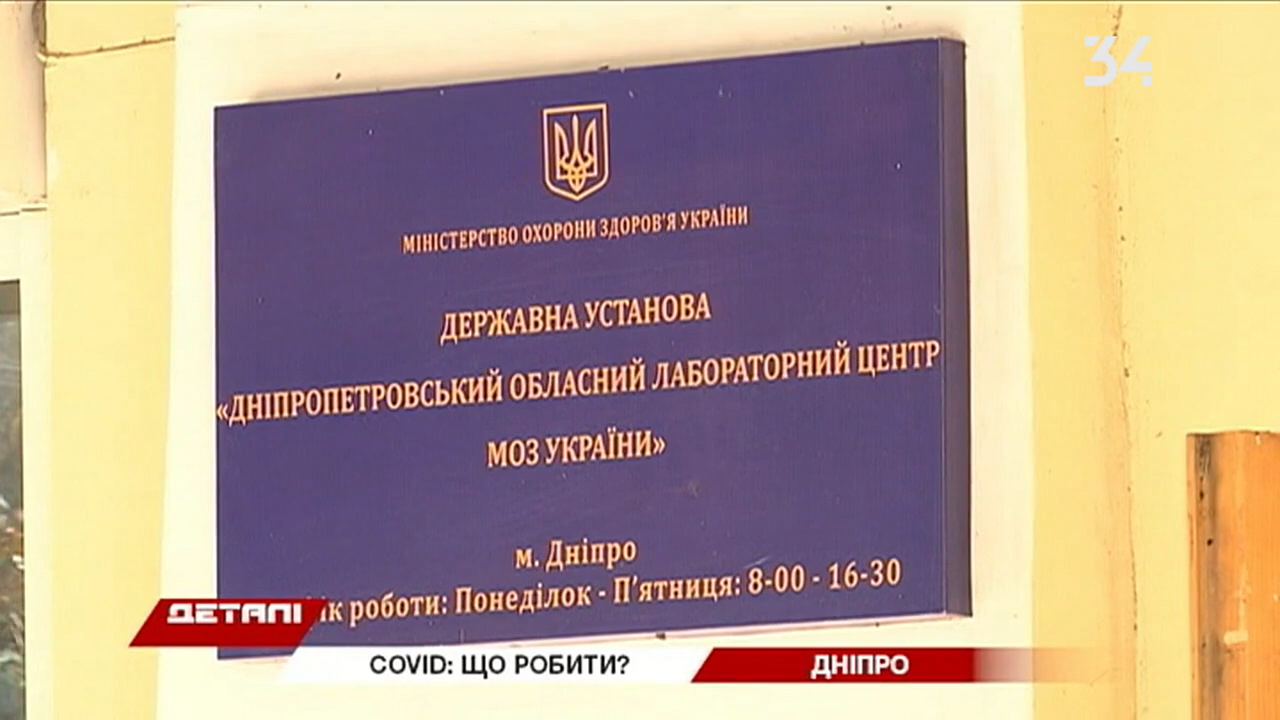 34
МІНІСТЕРСТВО ОХОРОНИ ЗДОРОВ'Я УКРАЇНИ
ДЕРЖАВНА УСТАНОВА
«ДНІПРОПЕТРОВСЬКИЙ ОБЛАСНИЙ ЛАБОРАТОРНИЙ ЦЕНТР
МОЗ УКРАЇНИ»
м. Дніпро
роботи: Понеділок - П'ятниця: 8-00 - 16-30
ДЕТАЛІ
COVID: ЩО РОБИТИ?
ДНІПРО